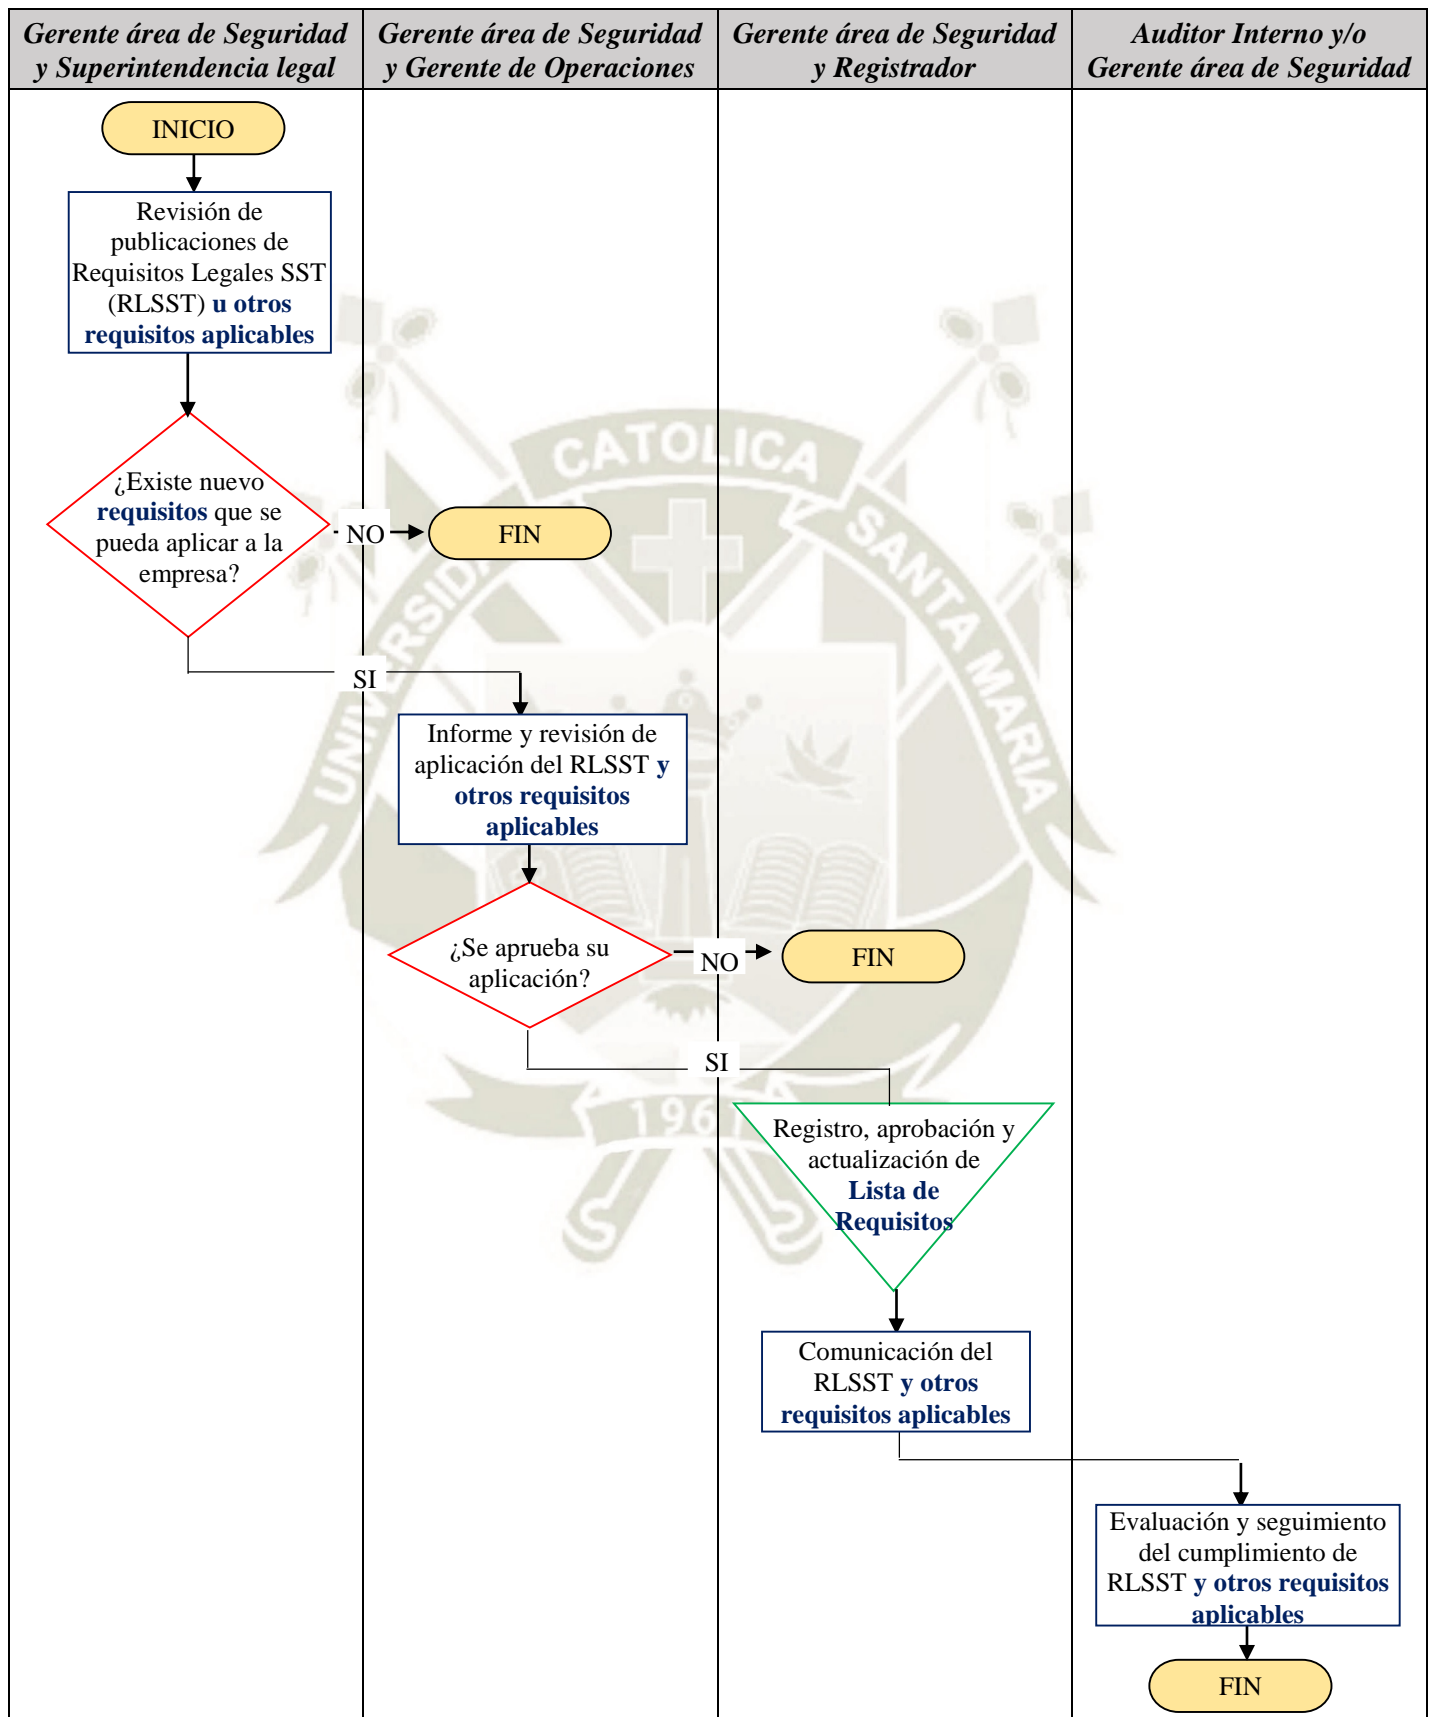 Gerente área de Seguridad
y Superintendencia legal
Gerente área de Seguridad
y Gerente de Operaciones
Gerente área de Seguridad
y Registrador
Auditor Interno y/o
Gerente área de Seguridad
INICIO
Revisión de
publicaciones de
Requisitos Legales SST
(RLSST) u otros
requisitos aplicables
¿Existe nuevo
requisitos que se
pueda aplicar a la
empresa?
NO
FIN
SI
Informe y revisión de
aplicación del RLSST y
otros requisitos
aplicables
¿Se aprueba su
aplicación?
NO
FIN
SI
Registro, aprobación y
actualización de
Lista de
Requisitos
Comunicación del
RLSST y otros
requisitos aplicables
Evaluación y seguimiento
del cumplimiento de
RLSST y otros requisitos
aplicables
FIN
CATOLICA
SANTA MARIA
1961